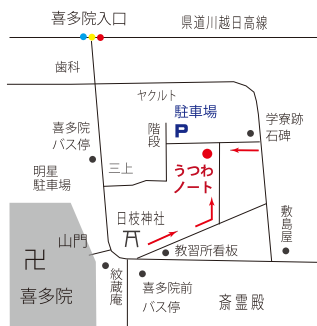 喜多院入口
県道川越日高線
歯科
ヤクルト
駐車場
P
階段
学寮跡
石碑
喜多院
バス停
三上
うつわ
ノート
明星
駐車場
日枝神社
敷島屋
山門
卍
教習所看板
喜多院
紋蔵庵
喜多院前
バス停
斎霊殿